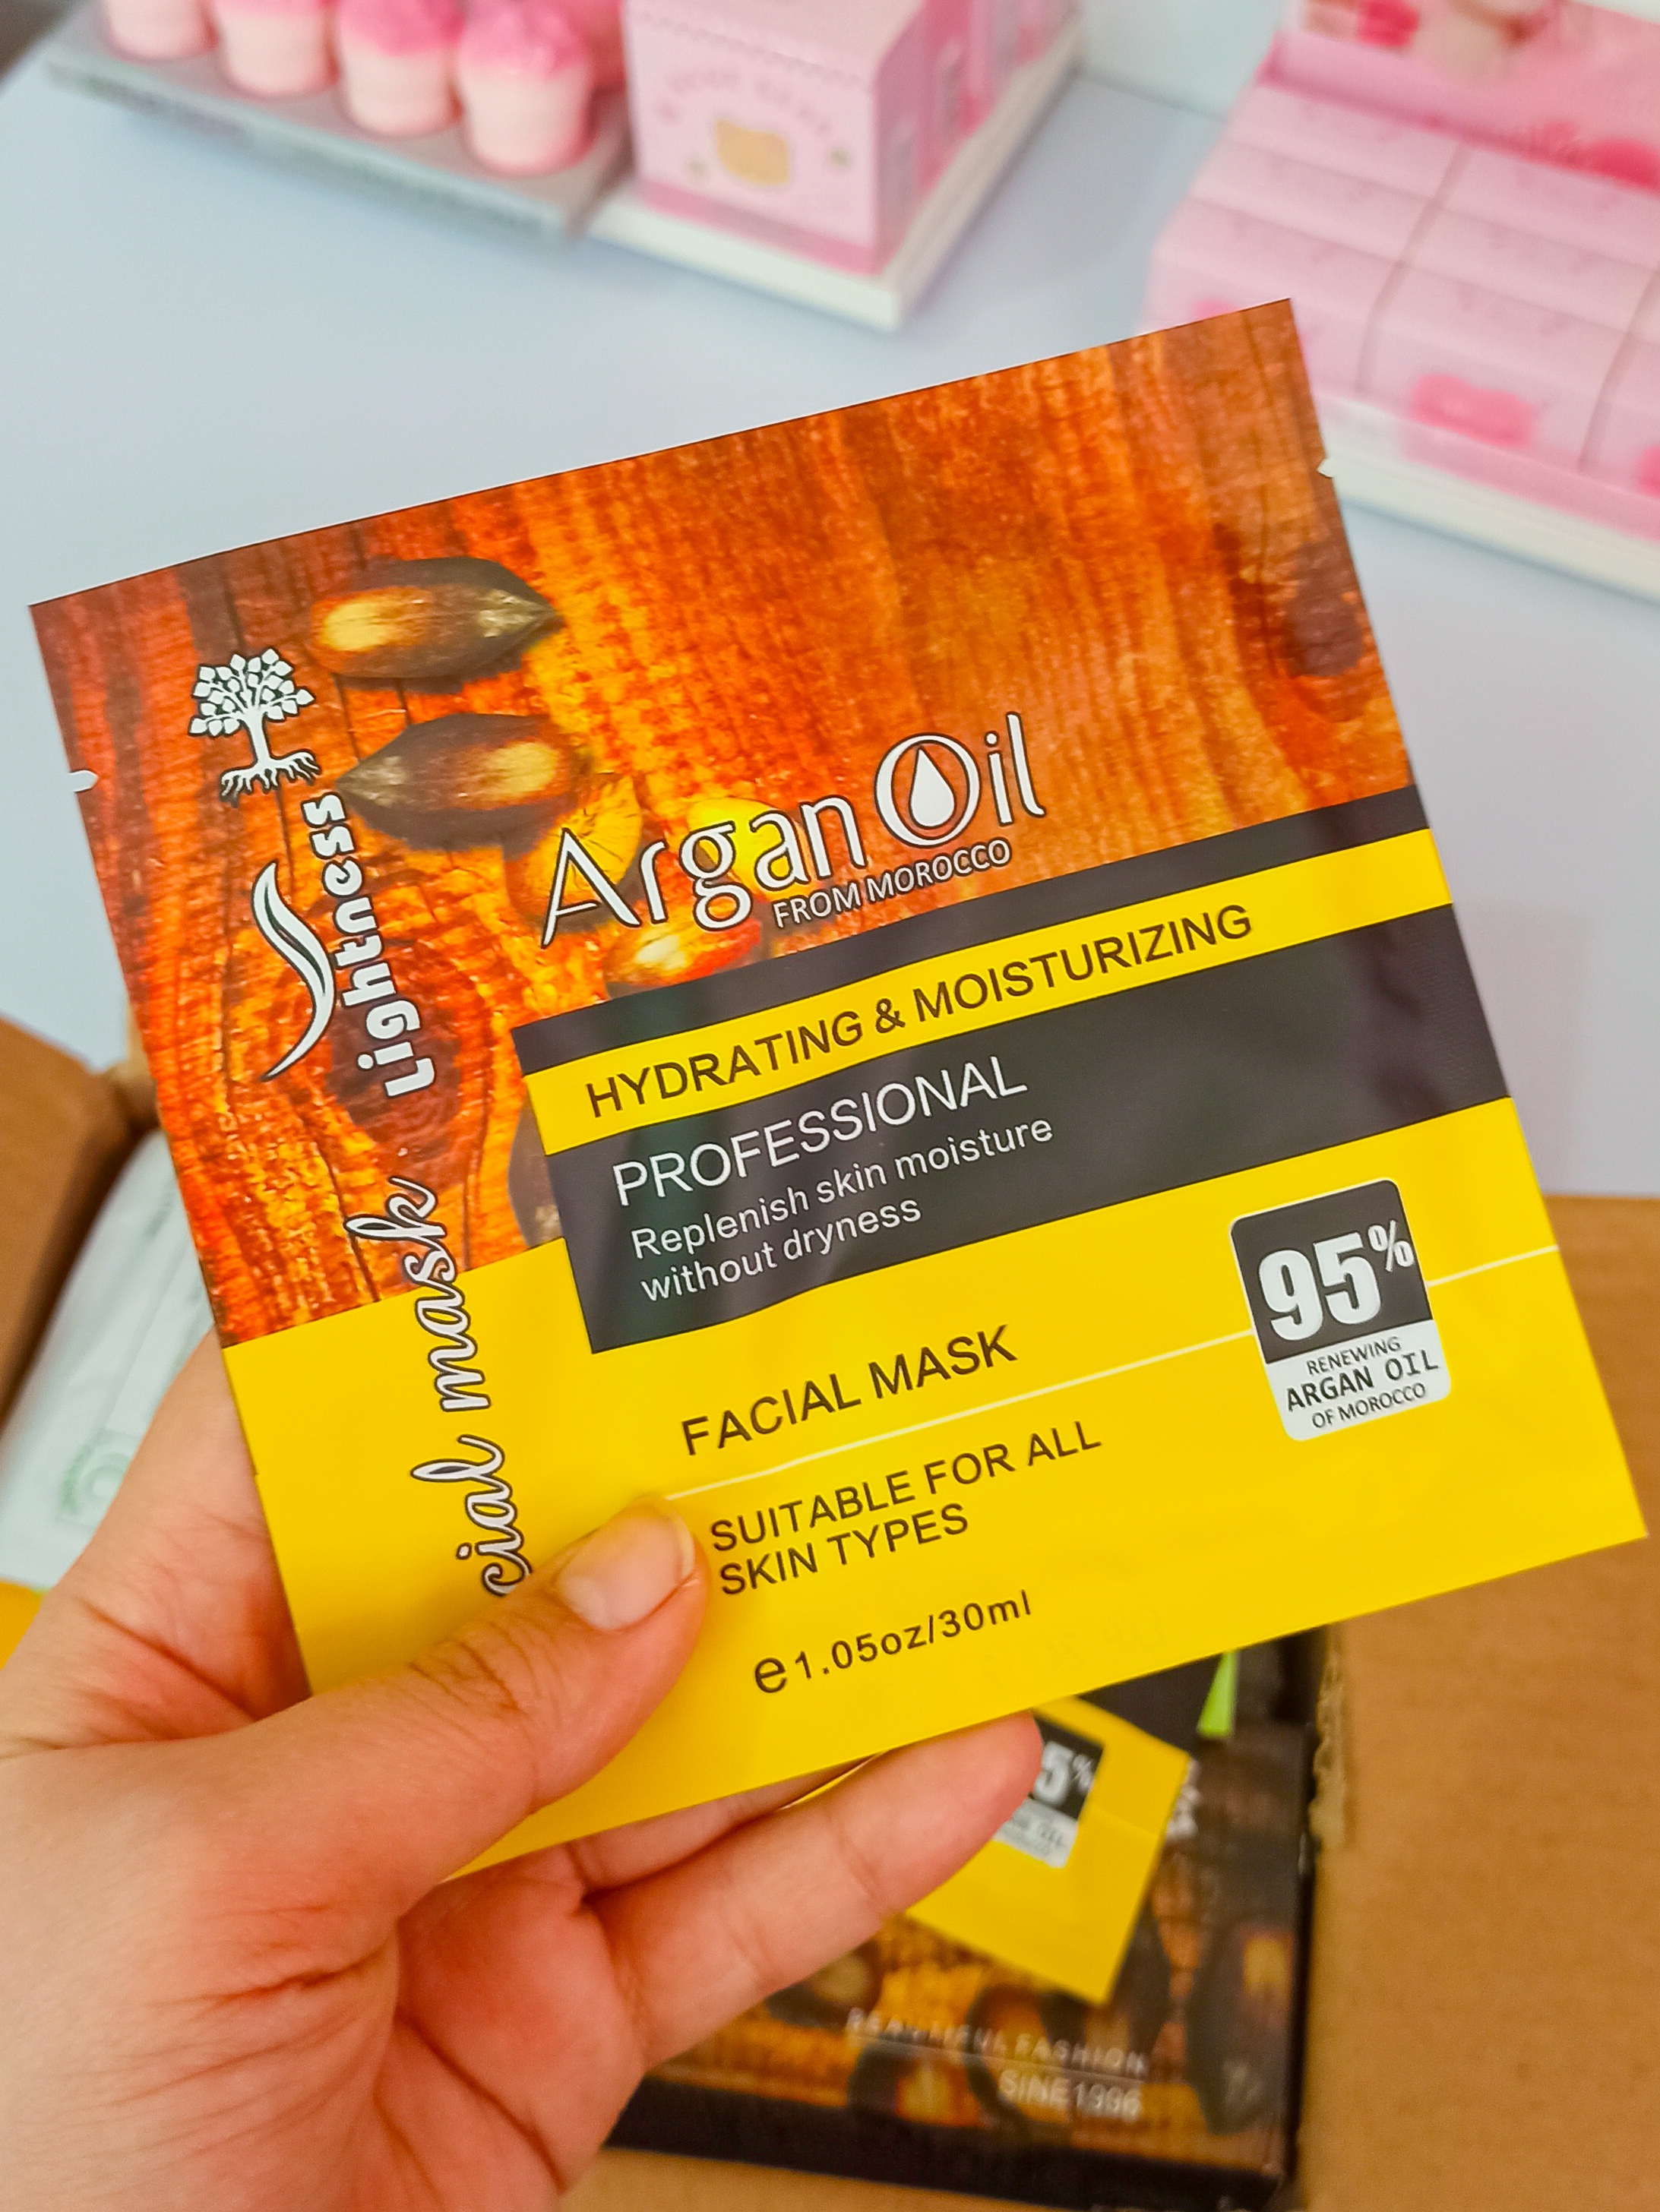 Argan Oil
FROM MOROCCO
Lightness
cial mask
HYDRATING & MOISTURIZING
PROFESSIONAL
Replenish skin moisture
without dryness
FACIAL MASK
95%
RENEWING
ARGAN OIL
OF MOROCCO
SUITABLE FOR ALL
SKIN TYPES
e1.05oz/30ml
5%
BEAUTIFUL FASHION
SINE1996